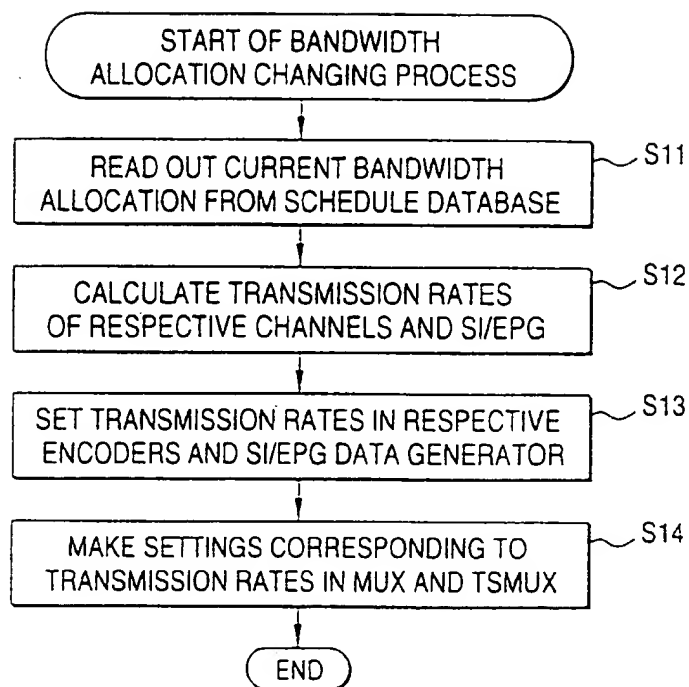 START OF BANDWIDTH
ALLOCATION CHANGING PROCESS
READ OUT CURRENT BANDWIDTH
ALLOCATION FROM SCHEDULE DATABASE
S11
CALCULATE TRANSMISSION RATES
OF RESPECTIVE CHANNELS AND SI/EPG
S12
SET TRANSMISSION RATES IN RESPECTIVE
ENCODERS AND SI/EPG DATA GENERATOR
S13
MAKE SETTINGS CORRESPONDING TO
TRANSMISSION RATES IN MUX AND TSMUX
S14
END